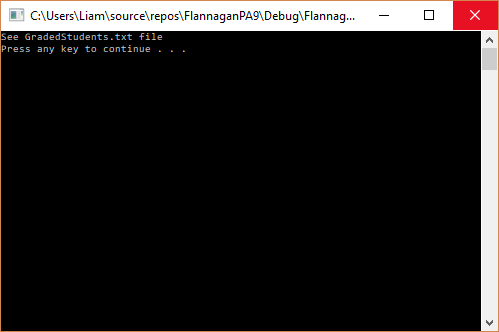 C:\Users\Liam\source\repos\FlannaganPA9\Debug\Flannag...
See GradedStudents.txt file
Press any key to continue . . .